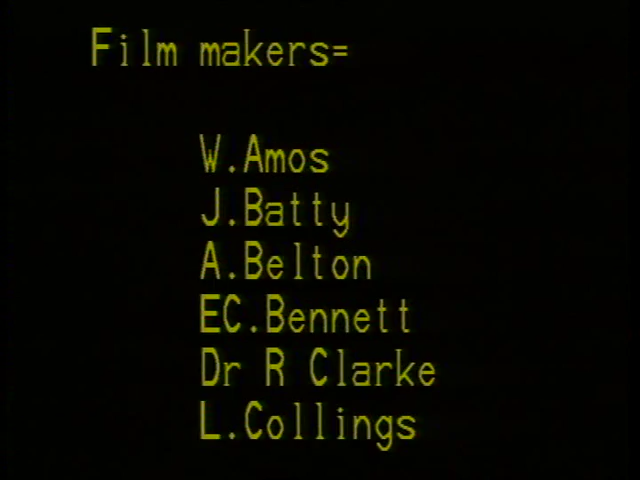 Film makers=
W.Amos
J.Batty
A.Belton
EC.Bennett
Dr R Clarke
L.Collings